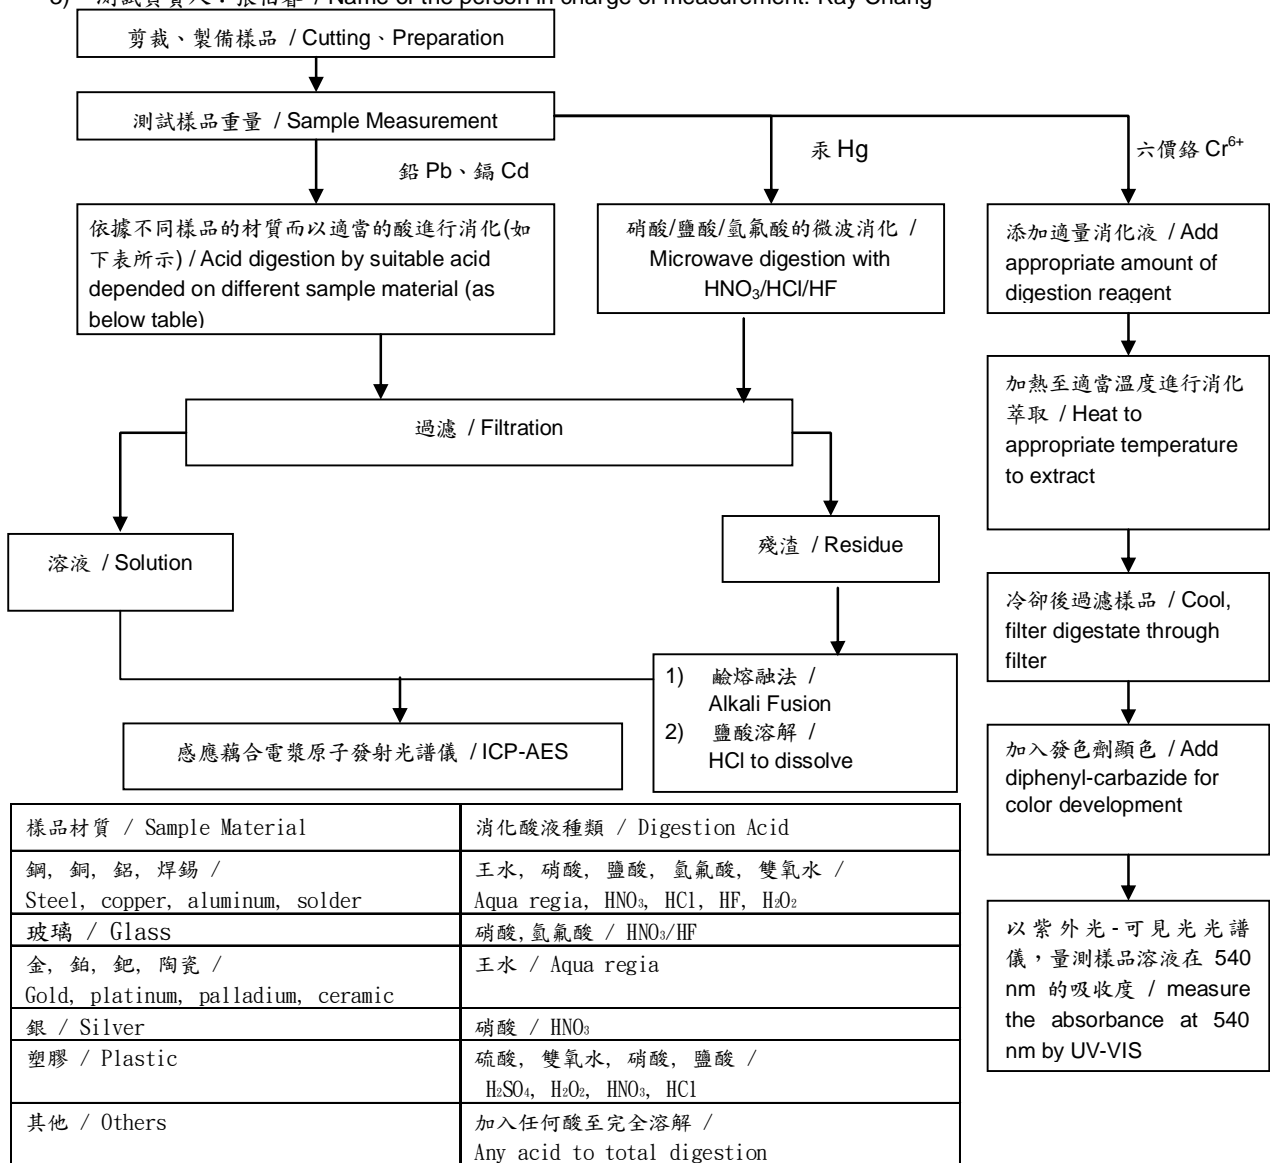 Name of the person in charge of measurement: Ray Chang
剪裁、製備樣品 / Cutting、Preparation
測試樣品重量 / Sample Measurement
鉛 Pb、鎘 Cd
汞 Hg
六價鉻 Cr6+
依據不同樣品的材質而以適當的酸進行消化(如
下表所示) / Acid digestion by suitable acid
depended on different sample material (as
below table)
硝酸/鹽酸/氫氟酸的微波消化 /
Microwave digestion with
HNO₃/HCl/HF
添加適量消化液 / Add
appropriate amount of
digestion reagent
過濾 / Filtration
加熱至適當溫度進行消化
萃取 / Heat to
appropriate temperature
to extract
溶液 / Solution
殘渣 / Residue
冷卻後過濾樣品 / Cool,
filter digestate through
filter
1) 鹼熔融法 /
Alkali Fusion
2) 鹽酸溶解 /
HCl to dissolve
感應藕合電漿原子發射光譜儀 / ICP-AES
加入發色劑顯色 / Add
diphenyl-carbazide for
color development
以紫外光-可見光光譜
儀，量測樣品溶液在 540
nm 的吸收度 / measure
the absorbance at 540
nm by UV-VIS
樣品材質 / Sample Material
消化酸液種類 / Digestion Acid
鋼, 銅, 鋁, 焊錫 /
Steel, copper, aluminum, solder
王水, 硝酸, 鹽酸, 氫氟酸, 雙氧水 /
Aqua regia, HNO₃, HCl, HF, H₂O₂
玻璃 / Glass
硝酸,氫氟酸 / HNO₃/HF
金, 鉑, 鈀, 陶瓷 /
Gold, platinum, palladium, ceramic
王水 / Aqua regia
銀 / Silver
硝酸 / HNO₃
塑膠 / Plastic
硫酸, 雙氧水, 硝酸, 鹽酸 /
H₂SO₄, H₂O₂, HNO₃, HCl
其他 / Others
加入任何酸至完全溶解 /
Any acid to total digestion